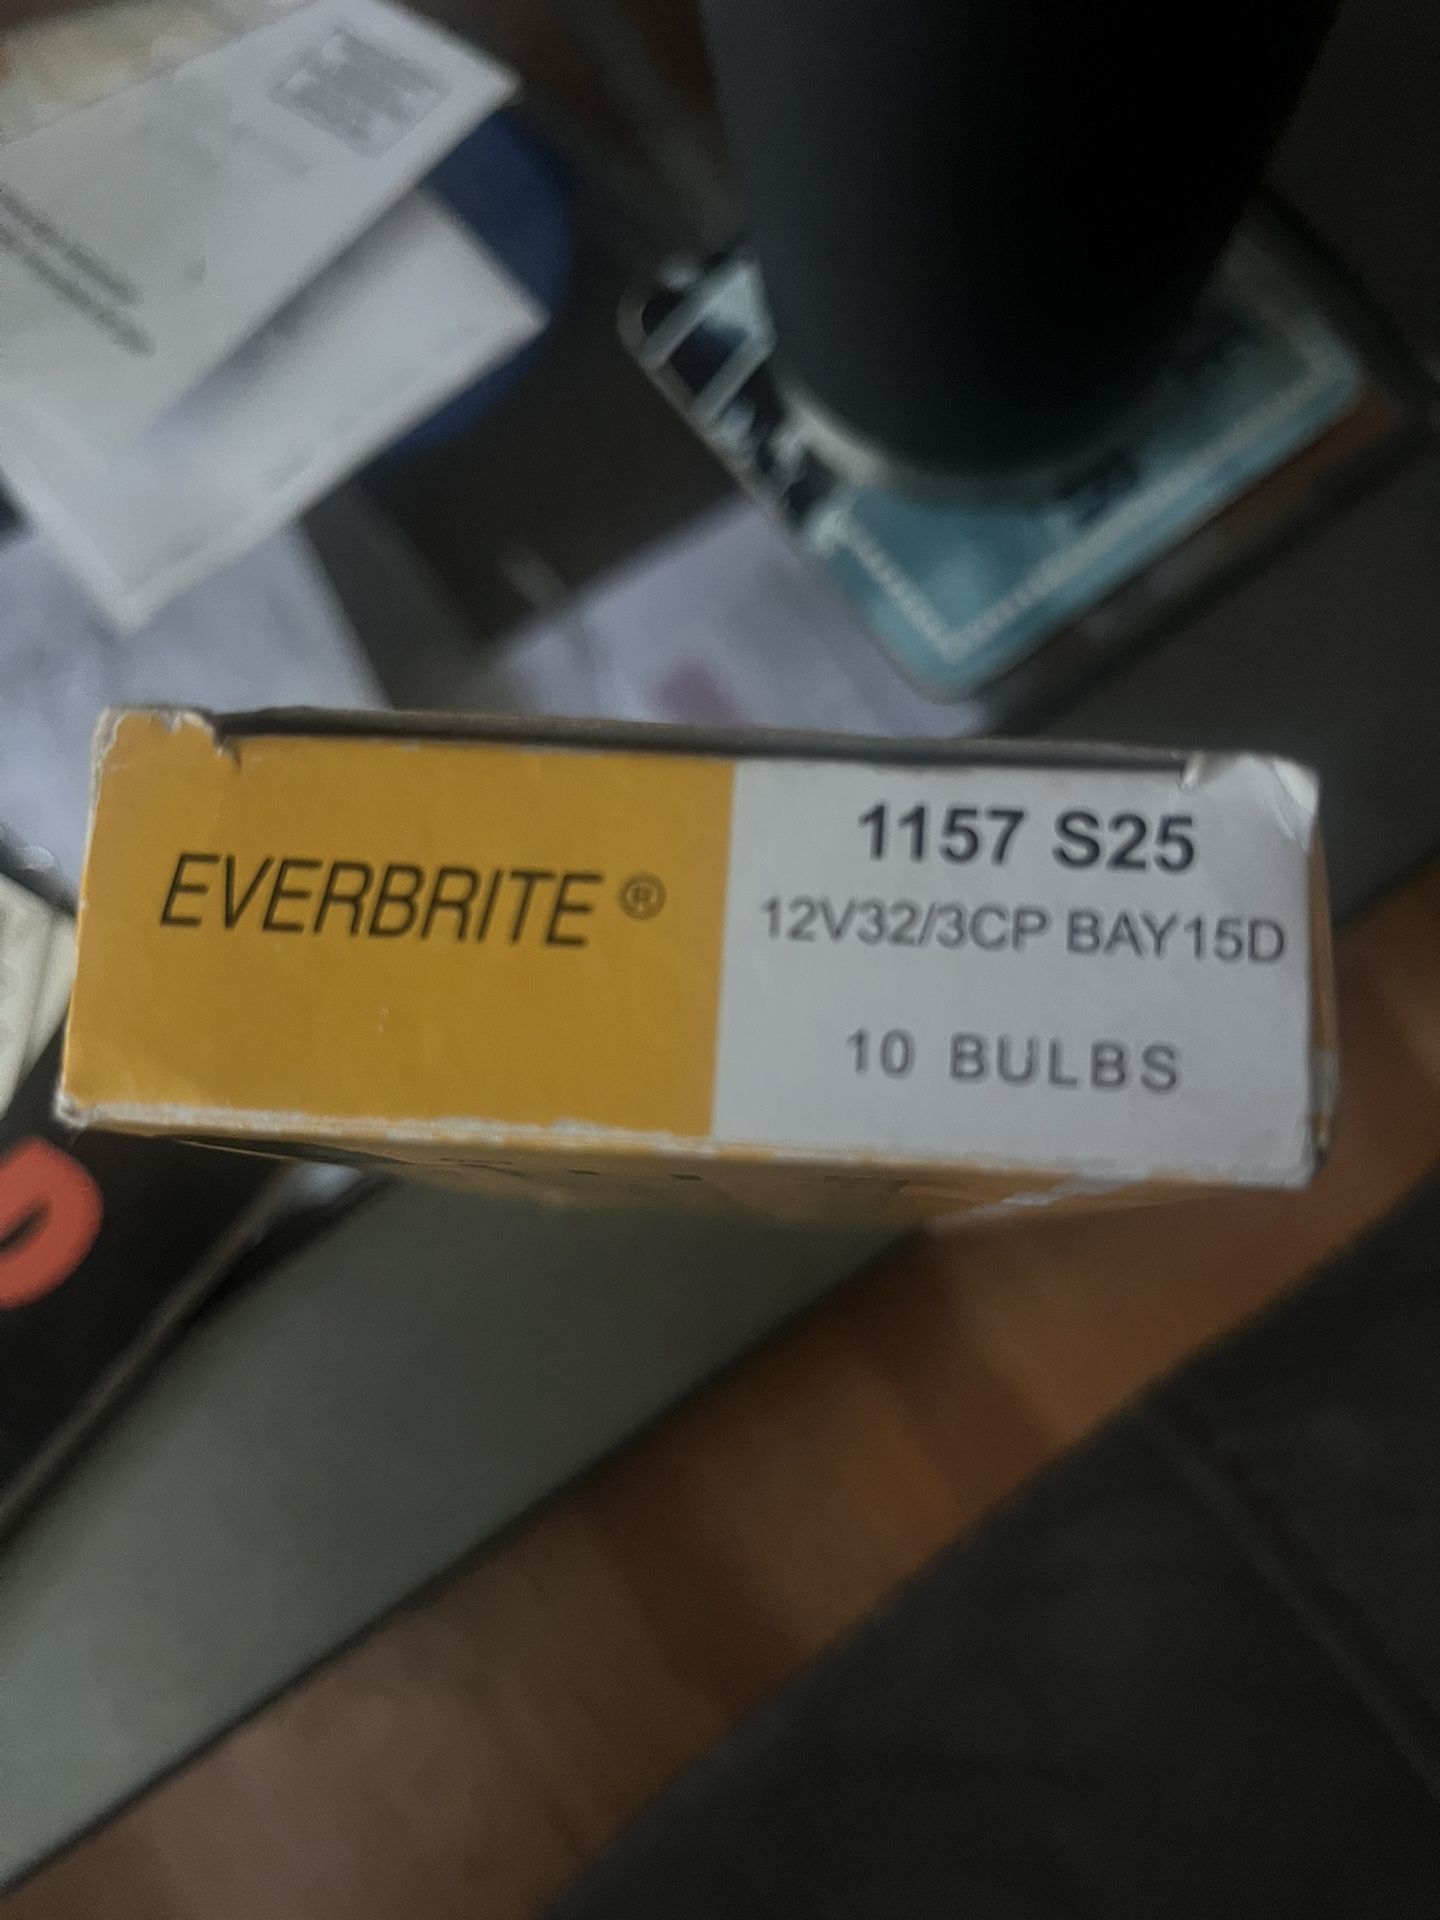 EVERBRITE®
1157 S25
12V32/3CP BAY15D
10 BULBS